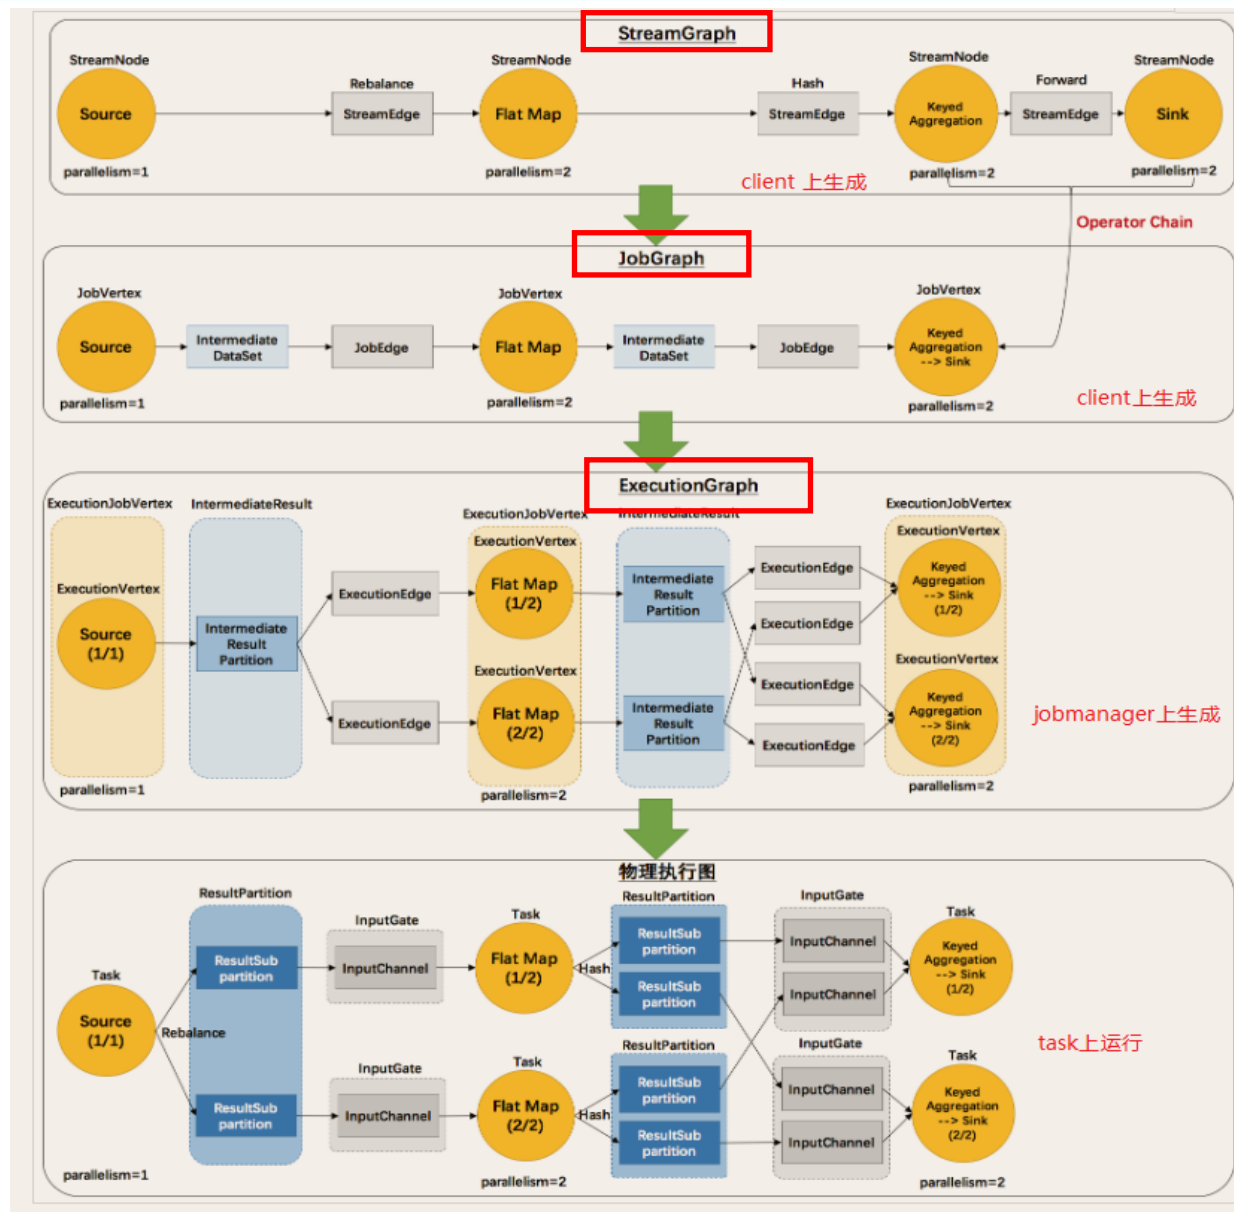 StreamGraph
StreamNode
StreamNode
StreamNode
StreamNode
Rebalance
Hash
Forward
Source
StreamEdge
Flat Map
StreamEdge
Keyed
Aggregation
StreamEdge
Sink
parallelism=1
parallelism=2
parallelism=2
parallelism=2
client 上生成
Operator Chain
JobGraph
JobVertex
JobVertex
JobVertex
Source
Intermediate
DataSet
JobEdge
Flat Map
Intermediate
DataSet
JobEdge
Keyed
Aggregation
--> Sink
parallelism=1
parallelism=2
parallelism=2
client上生成
ExecutionGraph
ExecutionJobVertex
IntermediateResult
ExecutionJobVertex
IntermediateResult
ExecutionJobVertex
ExecutionVertex
Source
(1/1)
Intermediate
Result
Partition
ExecutionEdge
ExecutionEdge
ExecutionVertex
Flat Map
(1/2)
ExecutionVertex
Flat Map
(2/2)
Intermediate
Result
Partition
Intermediate
Result
Partition
ExecutionEdge
ExecutionEdge
ExecutionEdge
ExecutionEdge
ExecutionVertex
Keyed
Aggregation
--> Sink
(1/2)
ExecutionVertex
Keyed
Aggregation
--> Sink
(2/2)
jobmanager上生成
parallelism=1
parallelism=2
parallelism=2
物理执行图
Task
Source
(1/1)
Rebalance
ResultPartition
ResultSub
partition
ResultSub
partition
InputGate
InputChannel
InputGate
InputChannel
Task
Flat Map
(1/2)
Hash
Task
Flat Map
(2/2)
Hash
ResultPartition
ResultSub
partition
ResultSub
partition
ResultPartition
ResultSub
partition
ResultSub
partition
InputGate
InputChannel
InputChannel
InputGate
InputChannel
InputChannel
Task
Keyed
Aggregation
--> Sink
(1/2)
Task
Keyed
Aggregation
--> Sink
(2/2)
task上运行
parallelism=1
parallelism=2
parallelism=2